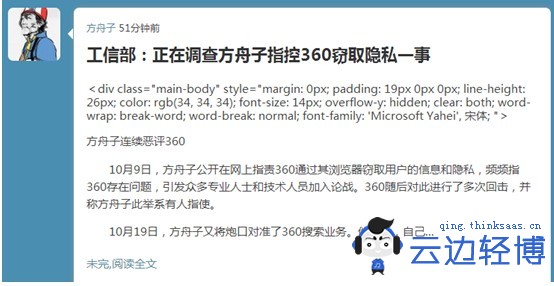 方舟子 51分钟前
工信部：正在调查方舟子指控360窃取隐私一事
＜div class="main-body" style="margin: 0px; padding: 19px 0px 0px; line-height:
26px; color: rgb(34, 34, 34); font-size: 14px; overflow-y: hidden; clear: both; word-
wrap: break-word; word-break: normal; font-family: 'Microsoft Yahei', 宋体; "＞
方舟子连续恶评360
10月9日，方舟子公开在网上指责360通过其浏览器窃取用户的信息和隐私，频频指
360存在问题，引发众多专业人士和技术人员加入论战。360随后对此进行了多次回击，并
称方舟子此举系有人指使。
10月19日，方舟子又将炮口对准了360搜索业务。 自己...
qing.thinksaas.cn
云边轻博
未完,阅读全文